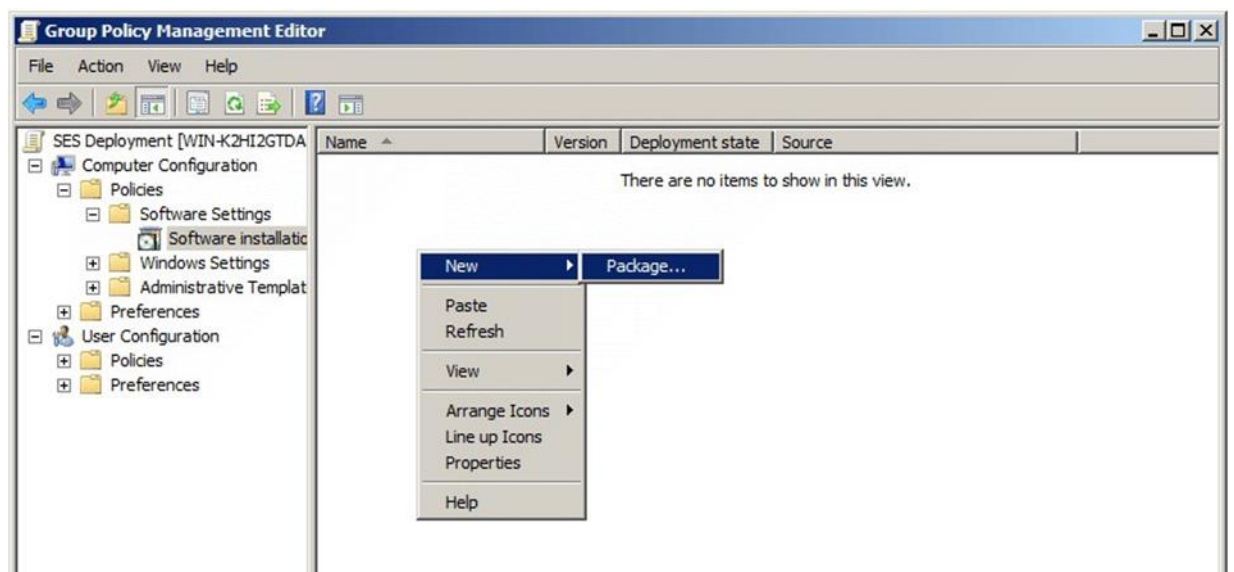 Group Policy Management Editor
File Action View Help
SES Deployment [WIN-K2HI2GTDA
Computer Configuration
Policies
Software Settings
Software installatic
Windows Settings
Administrative Templat
Preferences
User Configuration
Policies
Preferences
Name Version Deployment state Source
There are no items to show in this view.
New
Package...
Paste
Refresh
View
Arrange Icons
Line up Icons
Properties
Help